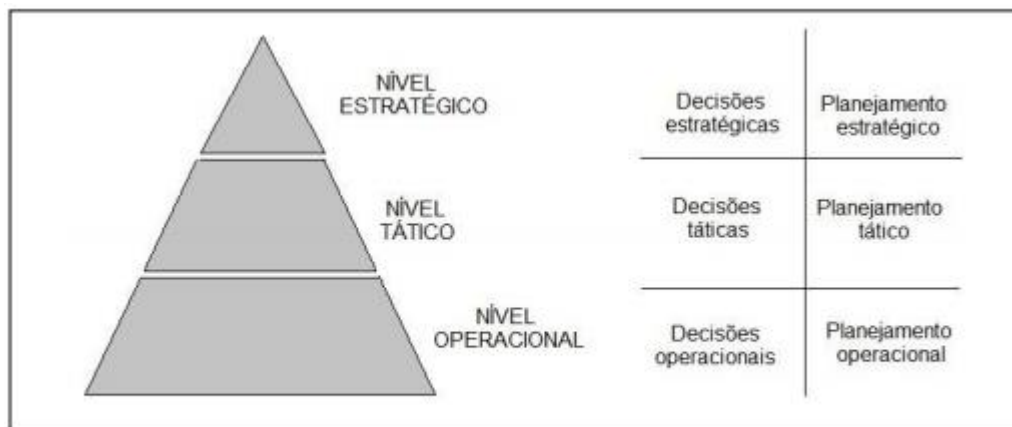 NÍVEL
ESTRATÉGICO
Decisões
estratégicas
Planejamento
estratégico
NÍVEL
TÁTICO
Decisões
táticas
Planejamento
tático
NÍVEL
OPERACIONAL
Decisões
operacionais
Planejamento
operacional